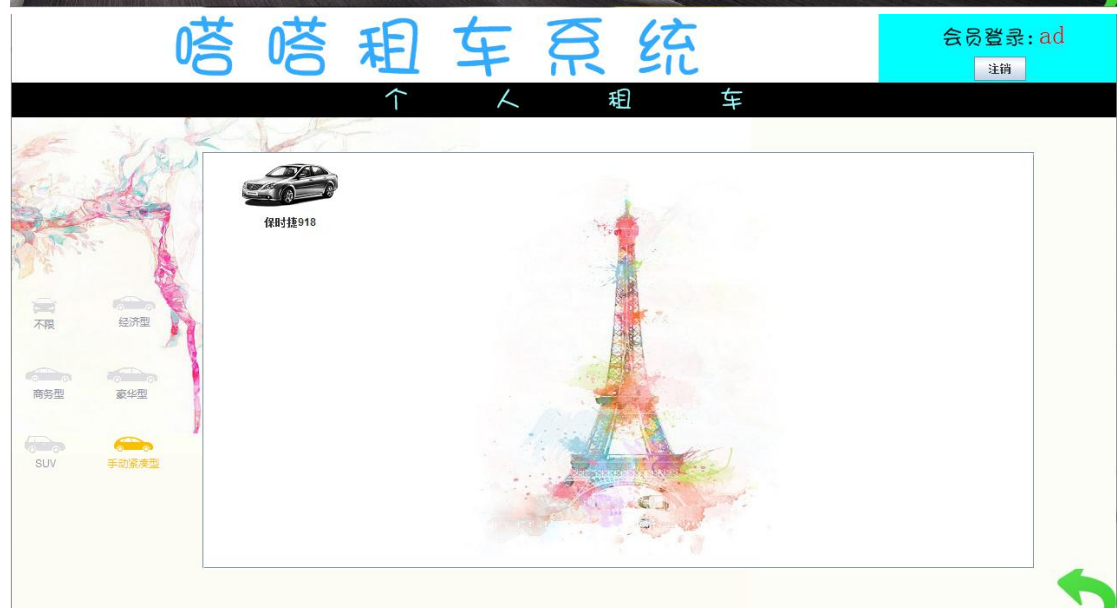 嗒嗒租车系统
会员登录:ad
注销
个人租车
保时捷918
不限 经济型
商务型 豪华型
SUV 手动紧凑型